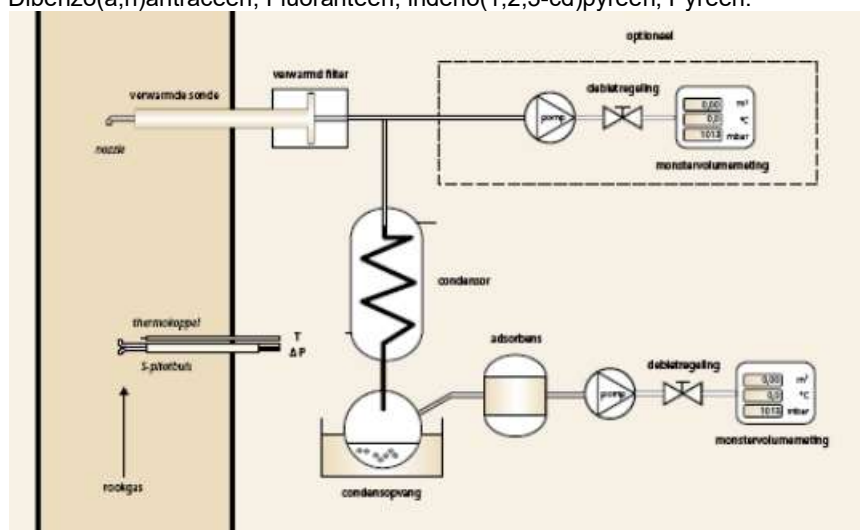 Dibenzo(a,h)antraceen, Fluorantheen, Indeno(1,2,3-cd)pyreen, Pyreen.
optioneel
verwarmd filter
verwarmde sonde
debietregeling
pomp
0,00 m³
0,0 °C
1013 mbar
nozzle
monstervolumemeting
condensor
thermokoppel
T
ΔP
S-pitotbuis
adsorbens
debietregeling
pomp
0,00 m³
0,0 °C
1013 mbar
monstervolumemeting
rookgas
condensopvang